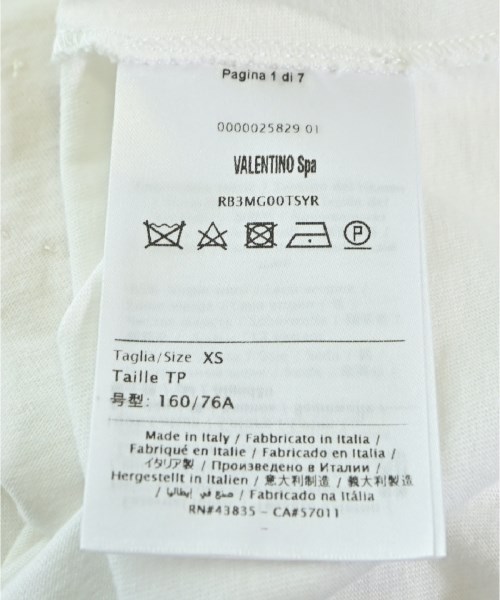 Pagina 1 di 7
0000025829 01
VALENTINO Spa
RB3MG00TSYR
P
Taglia/Size XS
Taille TP
号型: 160/76A
Made in Italy / Fabbricato in Italia /
Fabriqué en Italie / Fabricado en Italia /
イタリア製 / Произведено в Италии /
Hergestellt in Italien / 意大利制造 / 義大利製造
/ صنع في إيطاليا / Fabricado na Itália
RN#43835 - CA#57011